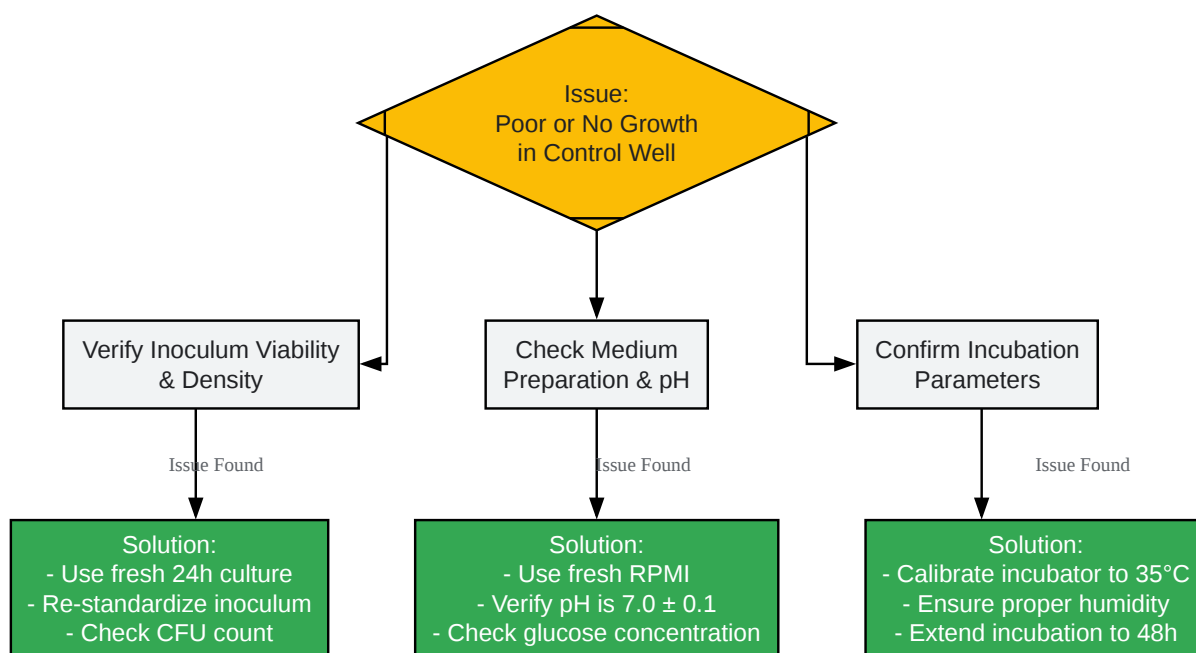 Issue:
Poor or No Growth
in Control Well
Verify Inoculum Viability
& Density
Check Medium
Preparation & pH
Confirm Incubation
Parameters
Issue Found
Issue Found
Issue Found
Solution:
- Use fresh 24h culture
- Re-standardize inoculum
- Check CFU count
Solution:
- Use fresh RPMI
- Verify pH is 7.0 ± 0.1
- Check glucose concentration
Solution:
- Calibrate incubator to 35°C
- Ensure proper humidity
- Extend incubation to 48h